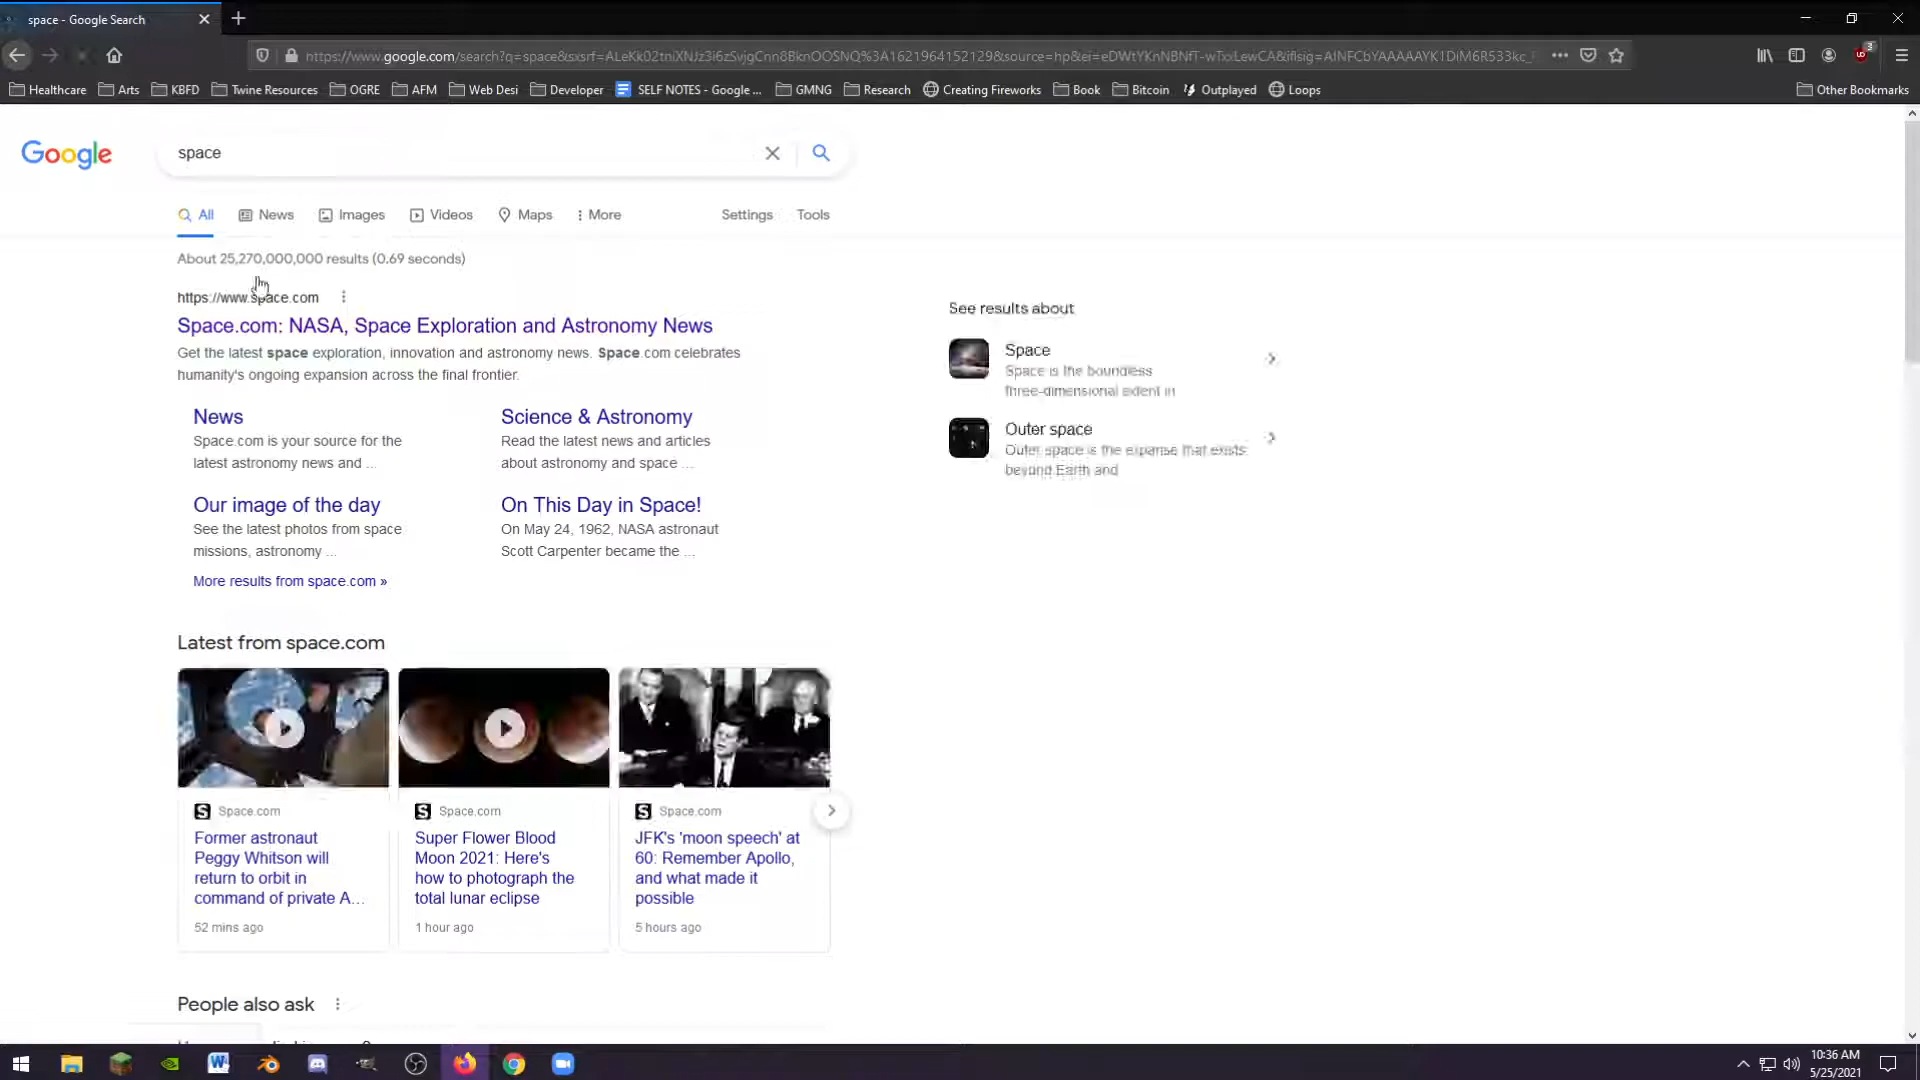 space - Google Search
https://www.google.com/search?q=space&sxsrf=
Healthcare Arts KBFD Twine Resources OGRE AFM Web Desi Developer SELF NOTES - Google ... GMNG Research Creating Fireworks Book Bitcoin Outplayed Loops Other Bookmarks
Google
space
All News Images Videos Maps More Settings Tools
About 25,270,000,000 results (0.69 seconds)
https://www.space.com
Space.com: NASA, Space Exploration and Astronomy News
Get the latest space exploration, innovation and astronomy news. Space.com celebrates
humanity's ongoing expansion across the final frontier.
News
Space.com is your source for the
latest astronomy news and ...
Science & Astronomy
Read the latest news and articles
about astronomy and space ...
Our image of the day
See the latest photos from space
missions, astronomy ...
On This Day in Space!
On May 24, 1962, NASA astronaut
Scott Carpenter became the ...
More results from space.com »
See results about
Space
Space is the boundless
three-dimensional extent in
Outer space
Outer space is the expanse that exists
beyond Earth and
Latest from space.com
Space.com
Former astronaut
Peggy Whitson will
return to orbit in
command of private A...
52 mins ago
Space.com
Super Flower Blood
Moon 2021: Here's
how to photograph the
total lunar eclipse
1 hour ago
Space.com
JFK's 'moon speech' at
60: Remember Apollo,
and what made it
possible
5 hours ago
People also ask
10:36 AM
5/25/2021